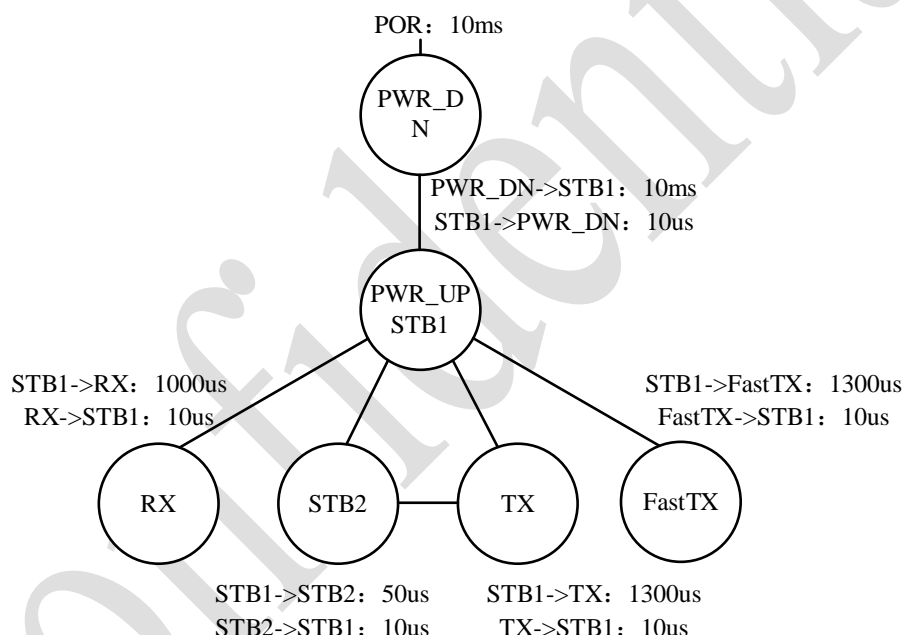 POR：10ms
PWR_D
N
PWR_DN->STB1：10ms
STB1->PWR_DN：10us
PWR_UP
STB1
STB1->RX：1000us
RX->STB1：10us
STB1->FastTX：1300us
FastTX->STB1：10us
RX
STB2
TX
FastTX
STB1->STB2：50us
STB2->STB1：10us
STB1->TX：1300us
TX->STB1：10us
onfidential